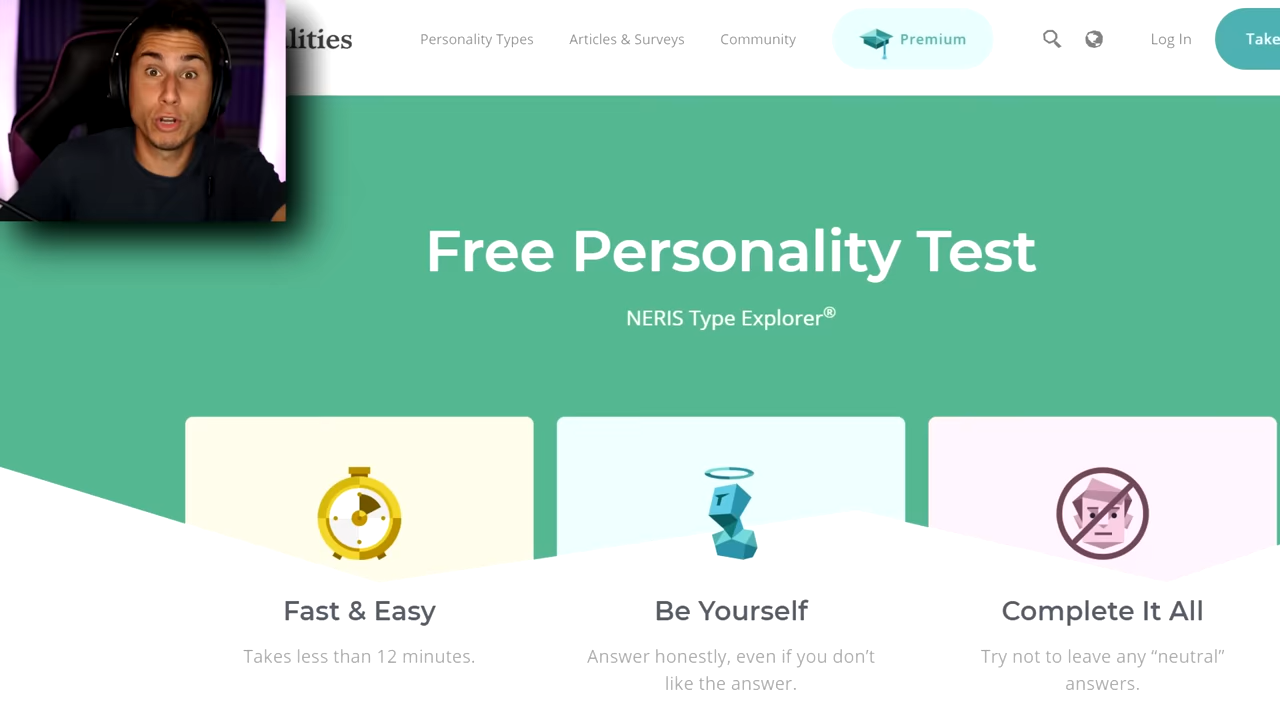 Personality Types
Articles & Surveys
Community
Premium
Log In
Take
Free Personality Test
NERIS Type Explorer®
Fast & Easy
Takes less than 12 minutes.
Be Yourself
Answer honestly, even if you don’t
like the answer.
Complete It All
Try not to leave any “neutral”
answers.